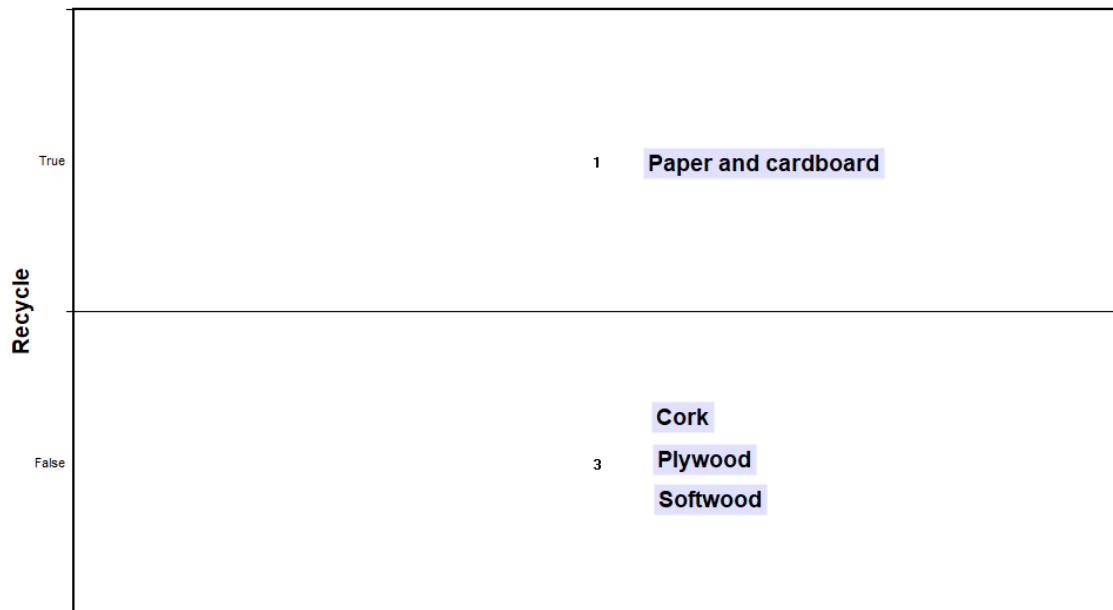 True
1
Paper and cardboard
Recycle
Cork
False
3
Plywood
Softwood